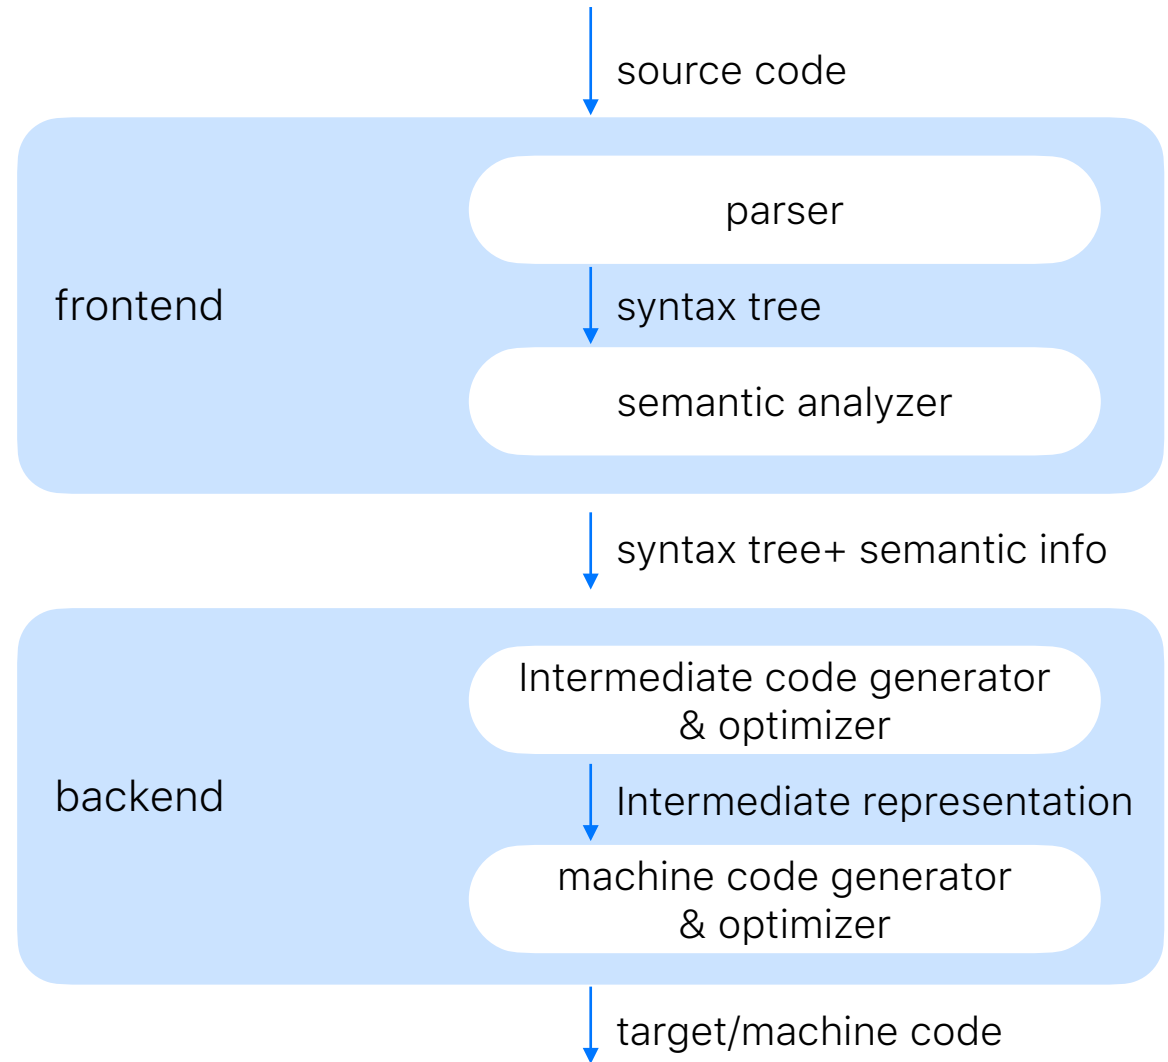 source code
parser
frontend
syntax tree
semantic analyzer
syntax tree+ semantic info
Intermediate code generator
& optimizer
backend
Intermediate representation
machine code generator
& optimizer
target/machine code